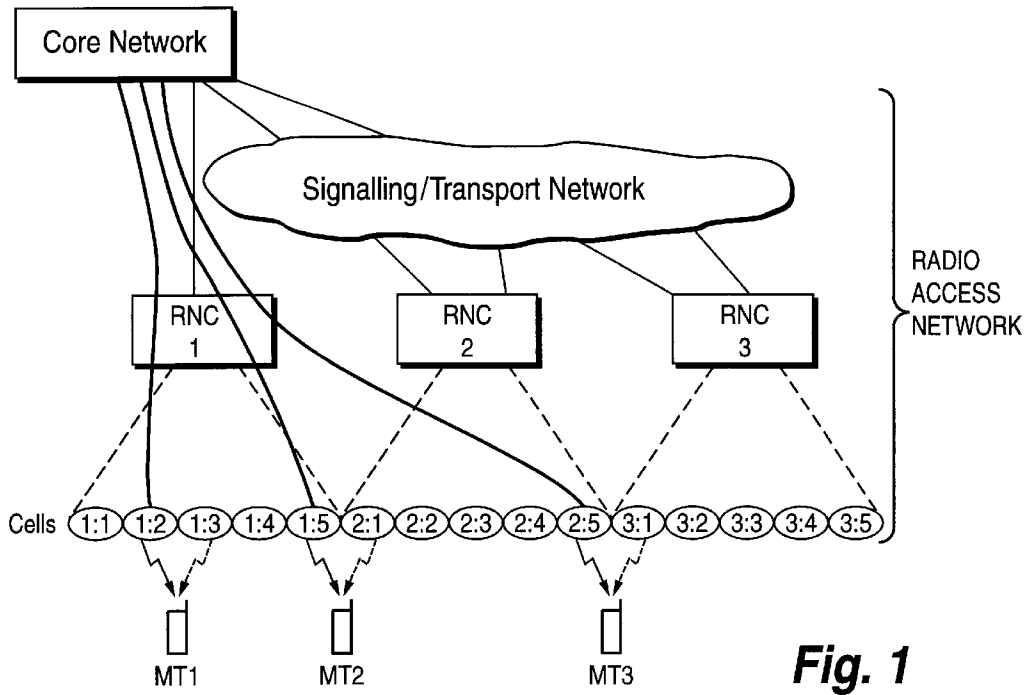 Core Network
Signalling/Transport Network
RADIO
ACCESS
NETWORK
RNC
1
RNC
2
RNC
3
Cells 1:1 1:2 1:3 1:4 1:5 2:1 2:2 2:3 2:4 2:5 3:1 3:2 3:3 3:4 3:5
MT1 MT2 MT3
Fig. 1